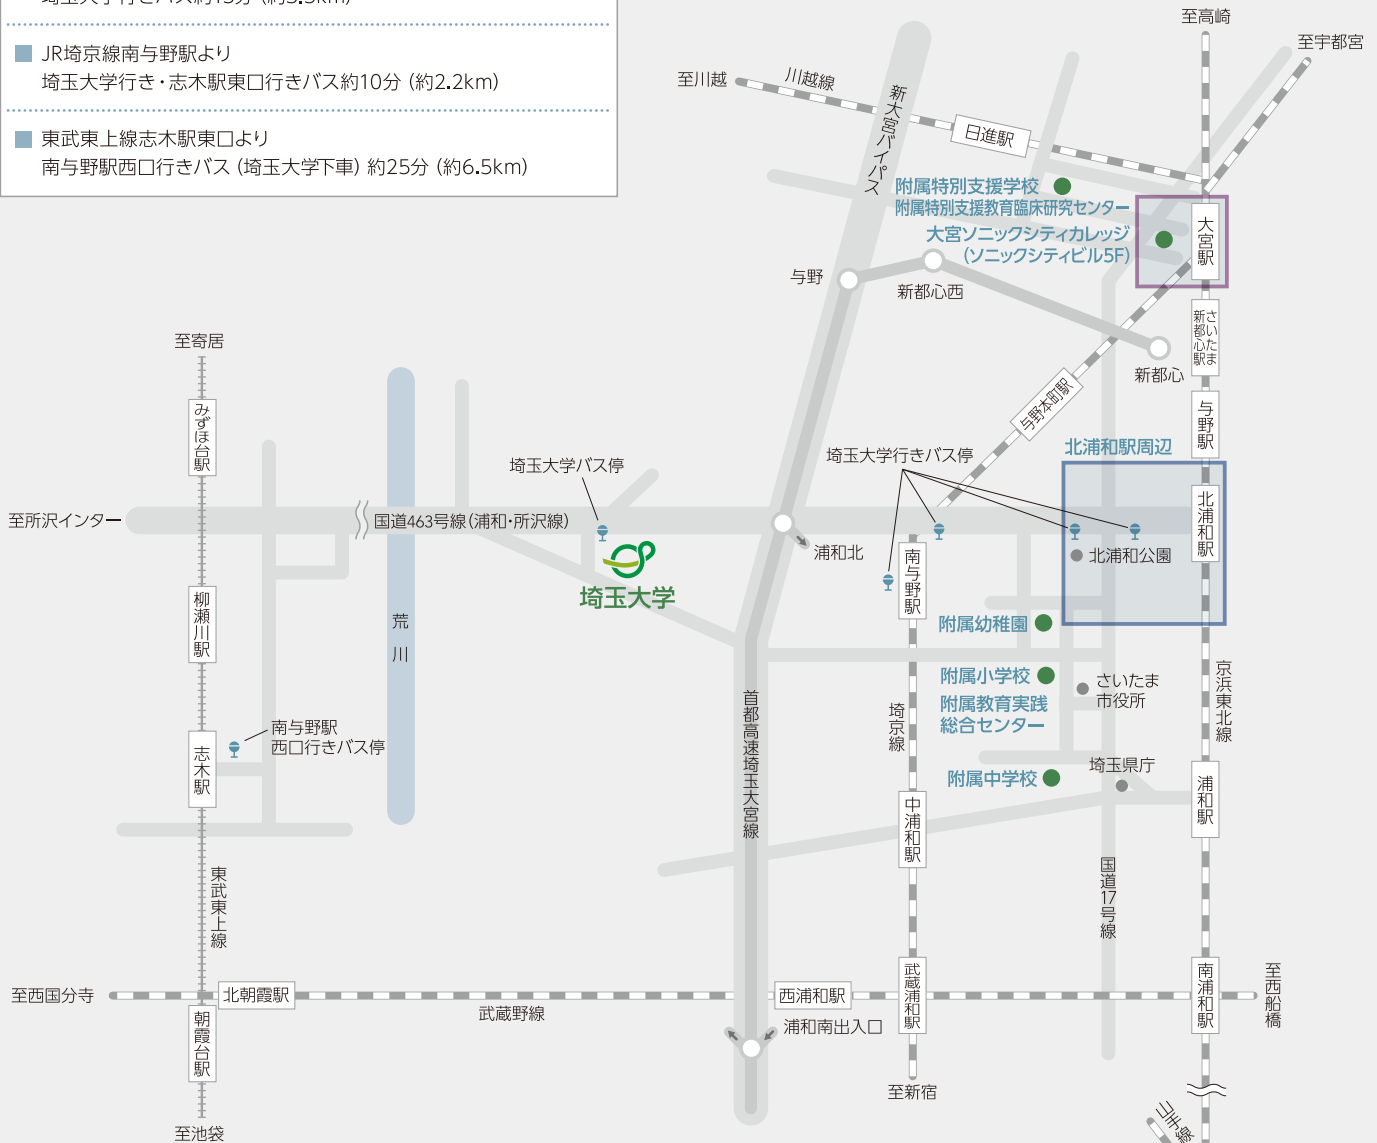 埼玉大学行きバス約15分（約3.5km）
JR埼京線南与野駅より
埼玉大学行き・志木駅東口行きバス約10分（約2.2km）
東武東上線志木駅東口より
南与野駅西口行きバス（埼玉大学下車）約25分（約6.5km）
至高崎
至宇都宮
至川越
川越線
新大宮バイパス
日進駅
附属特別支援学校
附属特別支援教育臨床研究センター
大宮ソニックシティカレッジ
（ソニックシティビル5F）
大宮駅
与野
新都心西
さいたま
新都心駅
新都心
与野本町駅
与野駅
至寄居
みずほ台駅
埼玉大学バス停
埼玉大学行きバス停
北浦和駅周辺
北浦和駅
至所沢インター
国道463号線（浦和・所沢線）
浦和北
南与野駅
北浦和公園
埼玉大学
柳瀬川駅
荒川
附属幼稚園
附属小学校
附属教育実践
総合センター
さいたま
市役所
京浜東北線
首都高速埼玉大宮線
埼京線
南与野駅
西口行きバス停
志木駅
附属中学校
埼玉県庁
浦和駅
中浦和駅
東武東上線
国道17号線
至西国分寺
北朝霞駅
武蔵野線
西浦和駅
武蔵浦和駅
南浦和駅
至西船橋
朝霞台駅
浦和南出入口
至新宿
至池袋
山手線